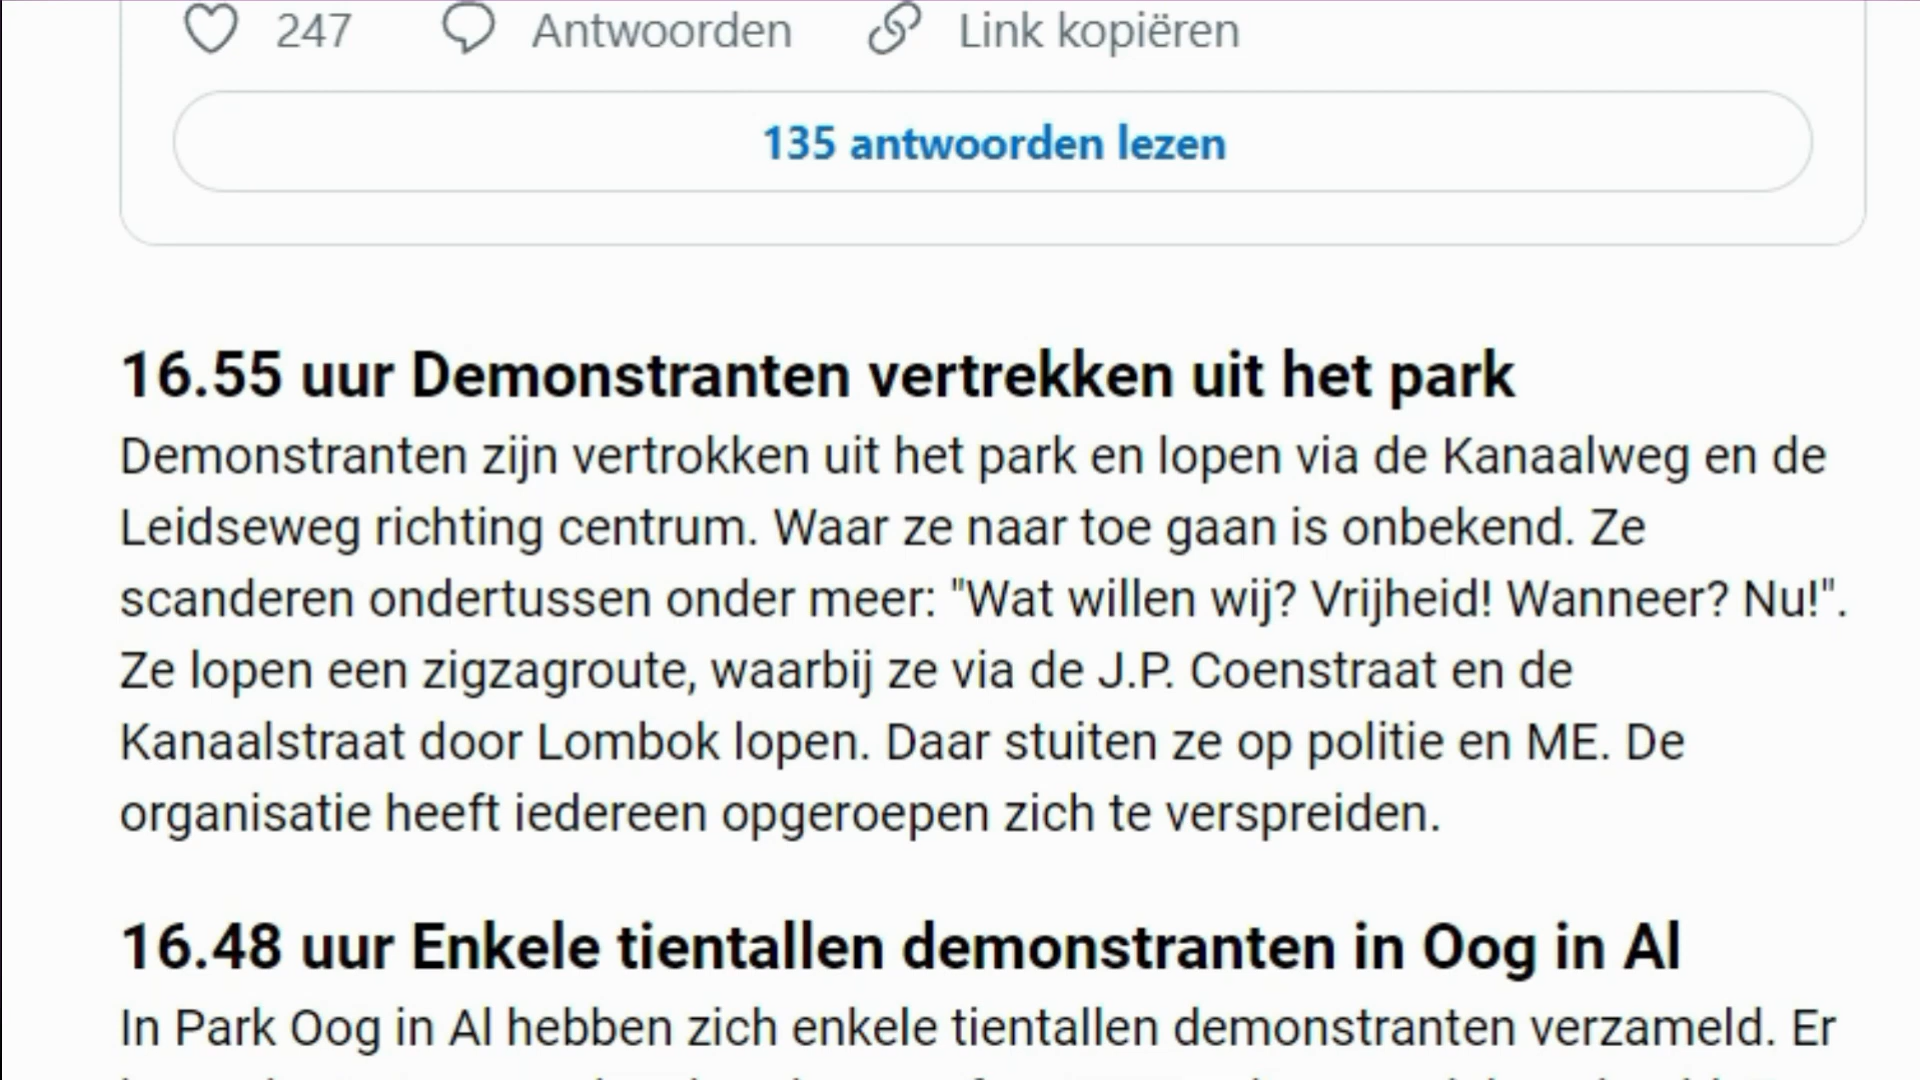 247 Antwoorden Link kopiëren
135 antwoorden lezen
16.55 uur Demonstranten vertrekken uit het park
Demonstranten zijn vertrokken uit het park en lopen via de Kanaalweg en de
Leidseweg richting centrum. Waar ze naar toe gaan is onbekend. Ze
scanderen ondertussen onder meer: "Wat willen wij? Vrijheid! Wanneer? Nu!".
Ze lopen een zigzagroute, waarbij ze via de J.P. Coenstraat en de
Kanaalstraat door Lombok lopen. Daar stuiten ze op politie en ME. De
organisatie heeft iedereen opgeroepen zich te verspreiden.
16.48 uur Enkele tientallen demonstranten in Oog in Al
In Park Oog in Al hebben zich enkele tientallen demonstranten verzameld. Er